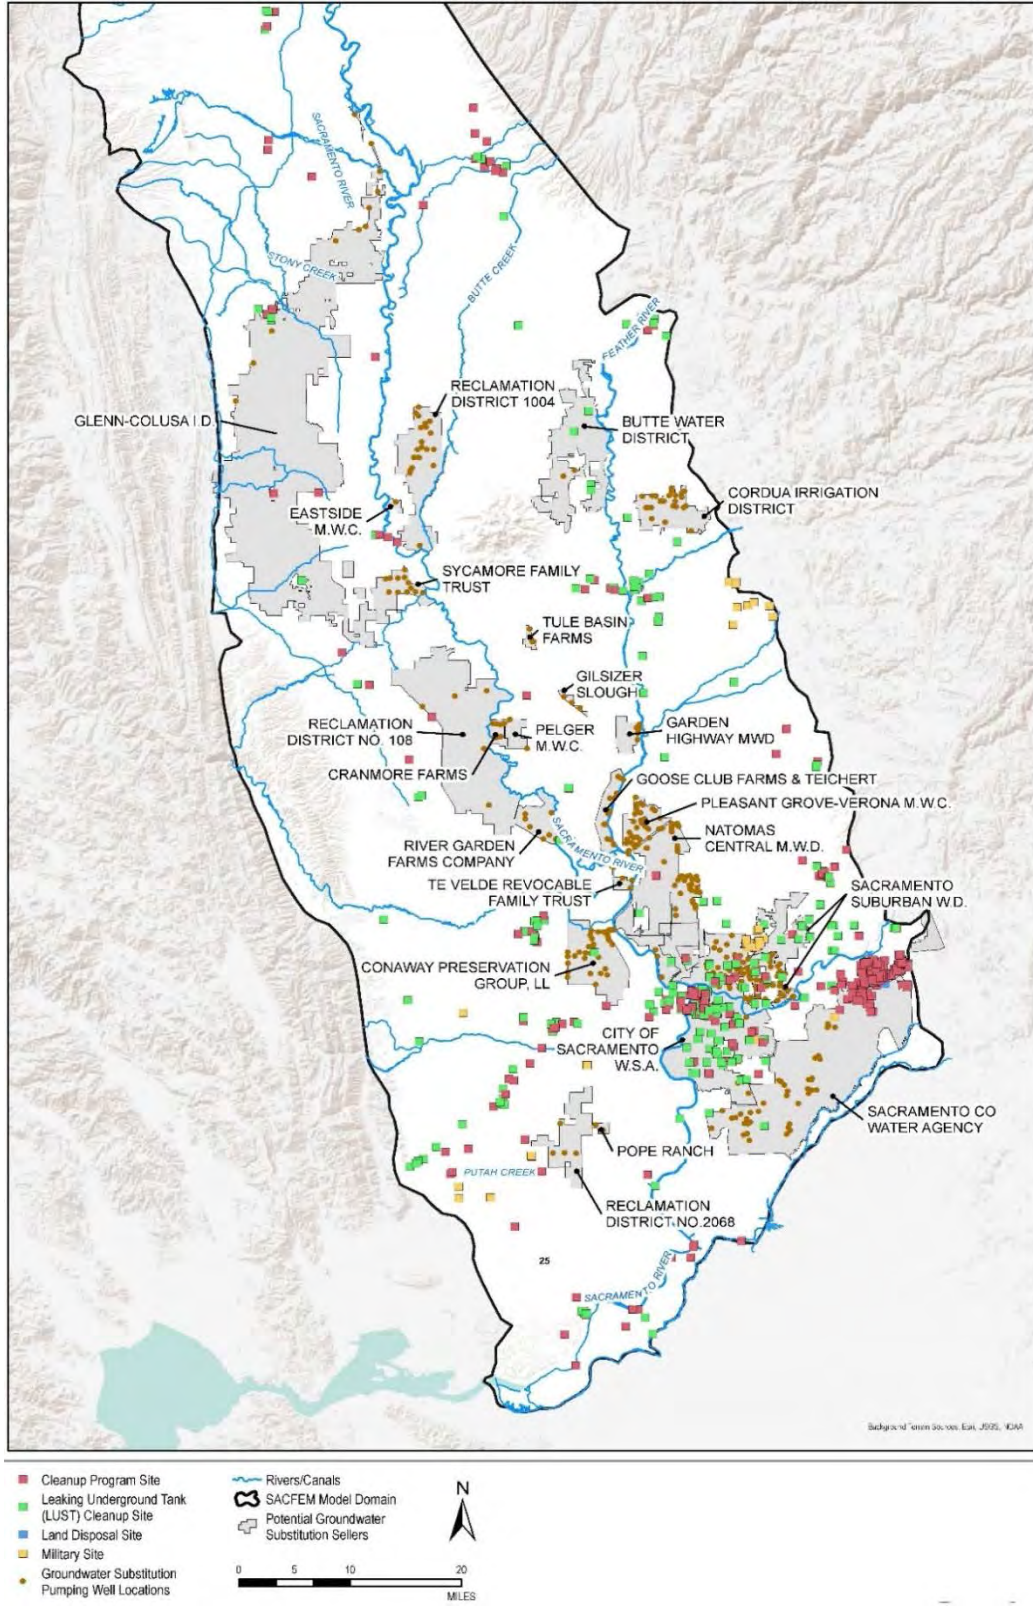 SACRAMENTO
RIVER
STONY CREEK
BUTTE CREEK
FEATHER RIVER
RECLAMATION
DISTRICT 1004
GLENN-COLUSA I.D.
BUTTE WATER
DISTRICT
CORDUA IRRIGATION
DISTRICT
EASTSIDE
M.W.C.
SYCAMORE FAMILY
TRUST
TULE BASIN
FARMS
GILSIZER
SLOUGH
RECLAMATION
DISTRICT NO. 108
PELGER
M.W.C.
GARDEN
HIGHWAY MWD
CRANMORE FARMS
GOOSE CLUB FARMS & TEICHERT
PLEASANT GROVE-VERONA M.W.C.
RIVER GARDEN
FARMS COMPANY
SACRAMENTO RIVER
NATOMAS
CENTRAL M.W.D.
TE VELDE REVOCABLE
FAMILY TRUST
SACRAMENTO
SUBURBAN W.D.
CONAWAY PRESERVATION
GROUP, LL
CITY OF
SACRAMENTO
W.S.A.
SACRAMENTO CO
WATER AGENCY
POPE RANCH
PUTAH CREEK
RECLAMATION
DISTRICT NO.2068
25
SACRAMENTO RIVER
Background Terrain Sources: Esri, USGS, NOAA
Cleanup Program Site
Leaking Underground Tank
(LUST) Cleanup Site
Land Disposal Site
Military Site
Groundwater Substitution
Pumping Well Locations
Rivers/Canals
SACFEM Model Domain
Potential Groundwater
Substitution Sellers
0 5 10 20
MILES
N